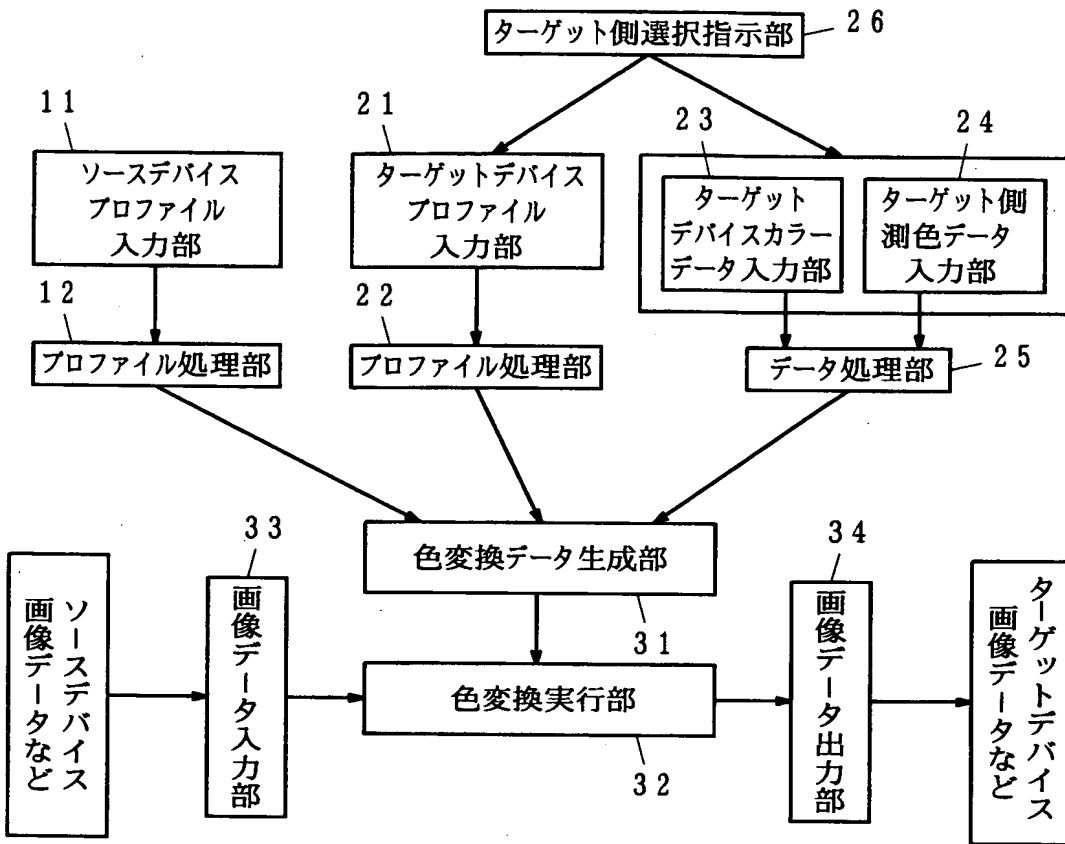 ターゲット側選択指示部
26
11
ソースデバイス
プロファイル
入力部
21
ターゲットデバイス
プロファイル
入力部
23
ターゲット
デバイスカラー
データ入力部
24
ターゲット側
測色データ
入力部
12
プロファイル処理部
22
プロファイル処理部
データ処理部
25
色変換データ生成部
31
ソースデバイス
画像データなど
33
画像データ入力部
色変換実行部
32
34
画像データ出力部
ターゲットデバイス
画像データなど